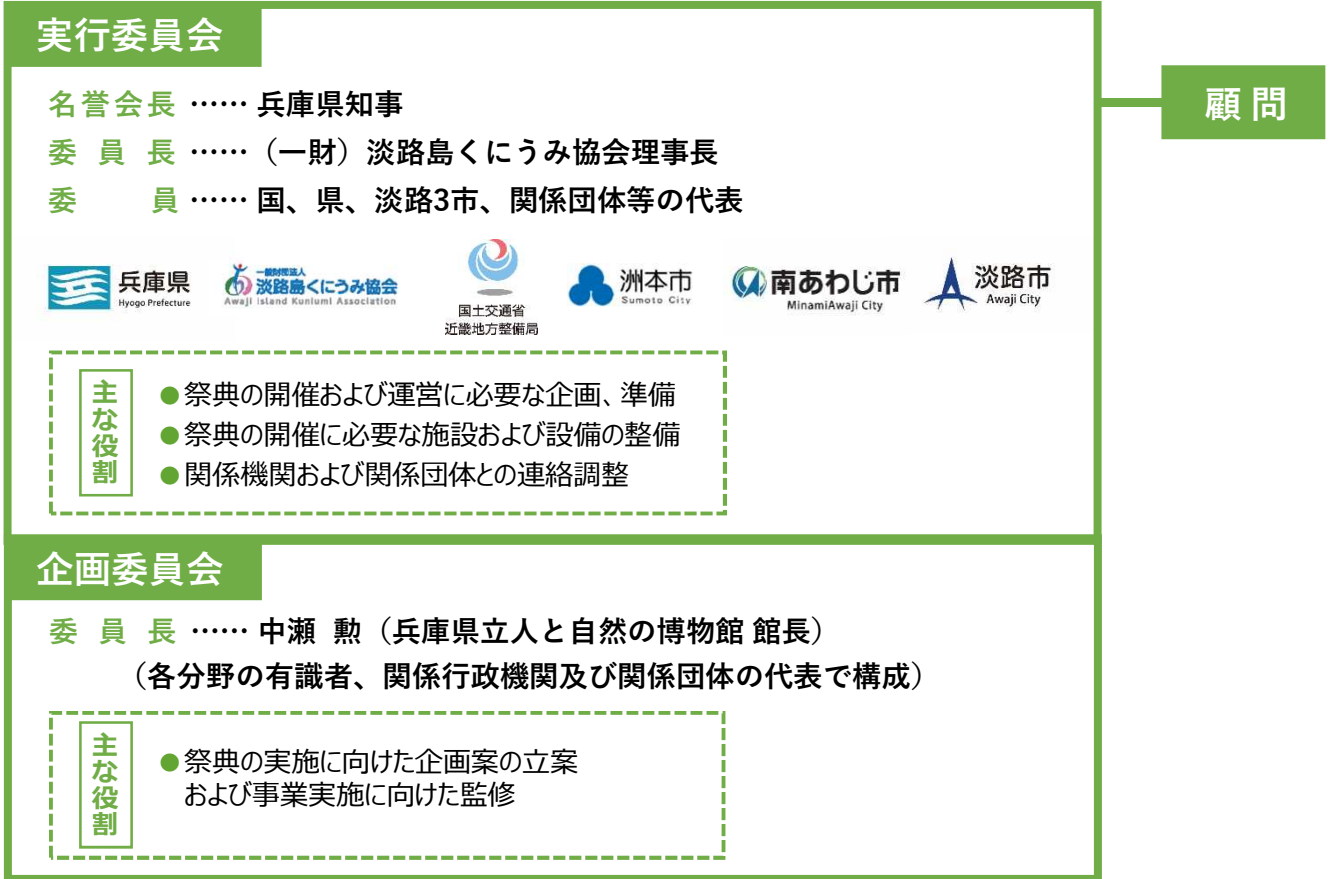 実行委員会
名誉会長 …… 兵庫県知事
委員長 ……（一財）淡路島くにうみ協会理事長
委員 …… 国、県、淡路3市、関係団体等の代表
顧問
兵庫県
Hyogo Prefecture
一般財団法人
淡路島くにうみ協会
Awaji Island Kuniumi Association
国土交通省
近畿地方整備局
洲本市
Sumoto City
南あわじ市
MinamiAwaji City
淡路市
Awaji City
主な役割
●祭典の開催および運営に必要な企画、準備
●祭典の開催に必要な施設および設備の整備
●関係機関および関係団体との連絡調整
企画委員会
委員長 …… 中瀬 勲（兵庫県立人と自然の博物館 館長）
（各分野の有識者、関係行政機関及び関係団体の代表で構成）
主な役割
●祭典の実施に向けた企画案の立案
および事業実施に向けた監修